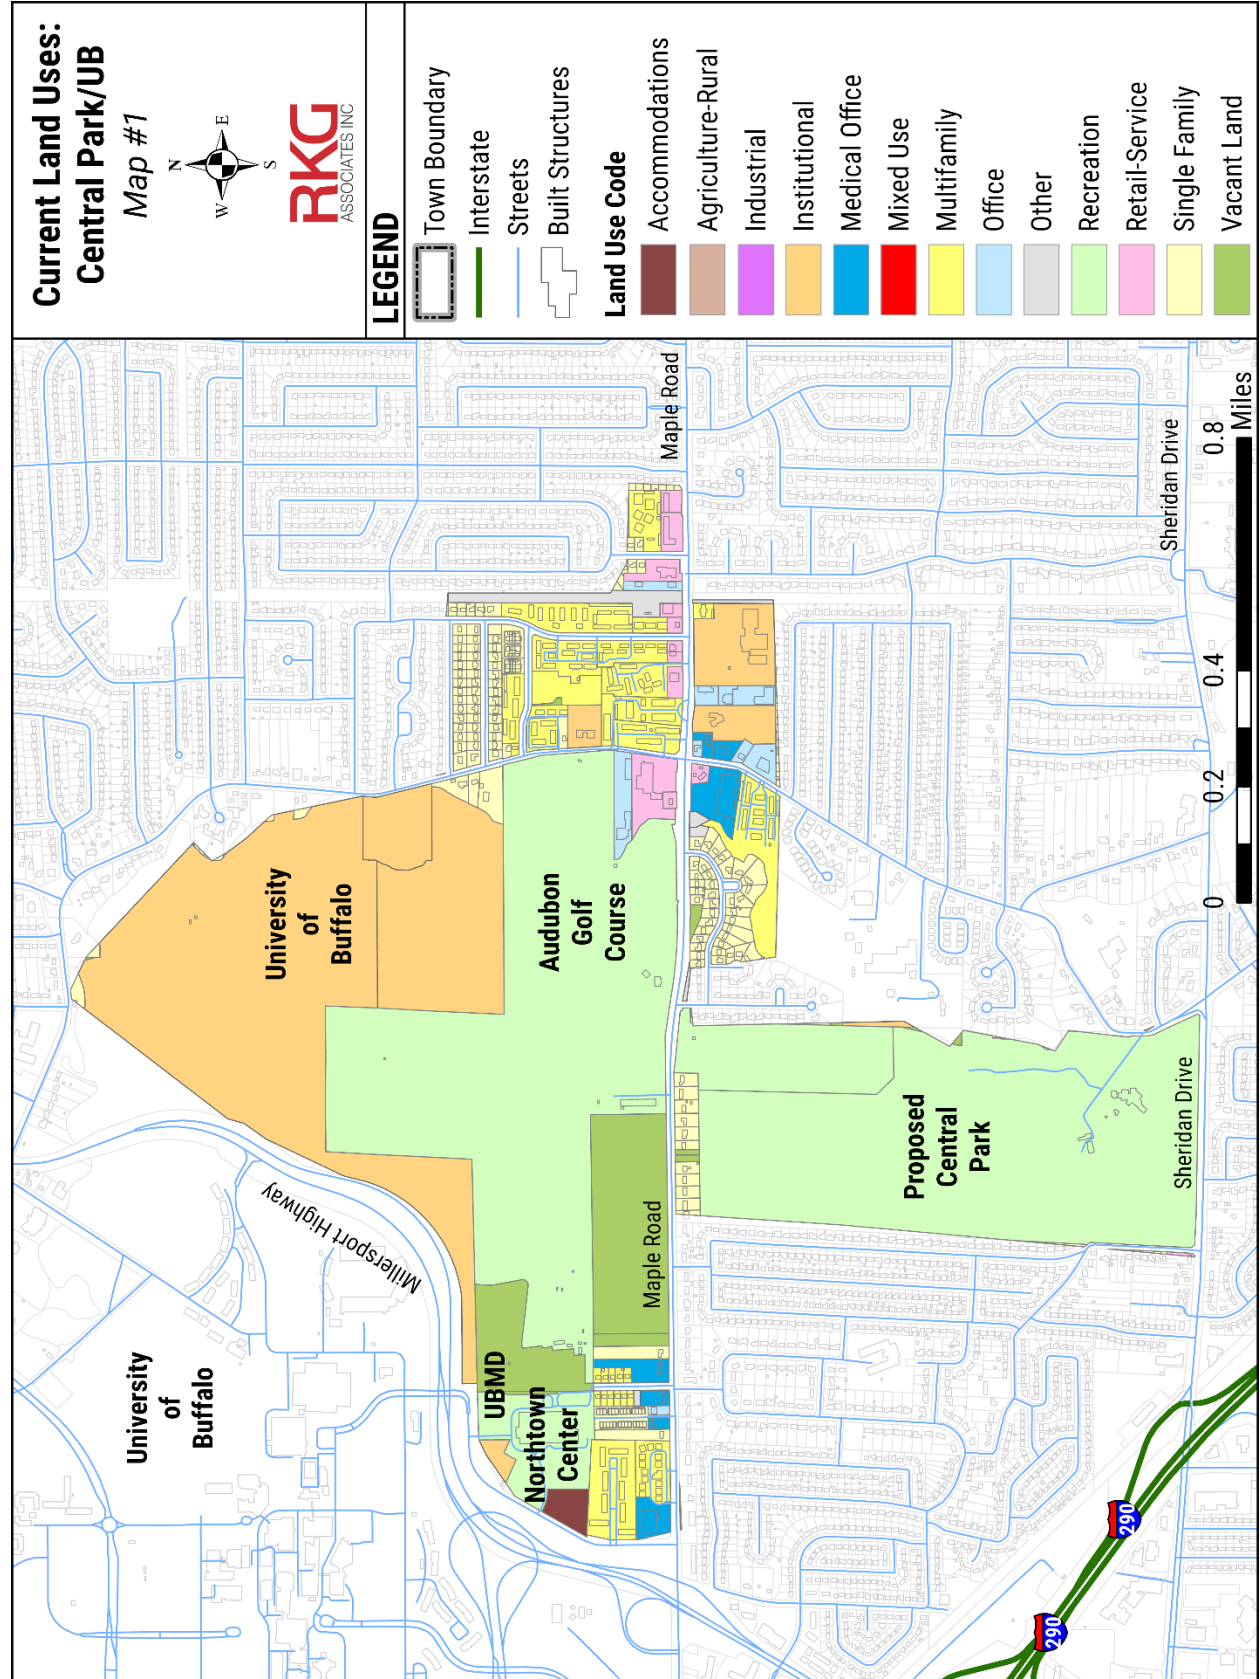 Current Land Uses:
Central Park/UB
Map #1
N
W
E
S
RKG
ASSOCIATES INC
LEGEND
Town Boundary
Interstate
Streets
Built Structures
Land Use Code
Accommodations
Agriculture-Rural
Industrial
Institutional
Medical Office
Mixed Use
Multifamily
Office
Other
Recreation
Retail-Service
Single Family
Vacant Land
University
of
Buffalo
Millersport Highway
University
of
Buffalo
UBMD
Northtown
Center
Audubon
Golf
Course
Maple Road
Maple Road
Proposed
Central
Park
Sheridan Drive
Sheridan Drive
290
290
0
0.2
0.4
0.8
Miles